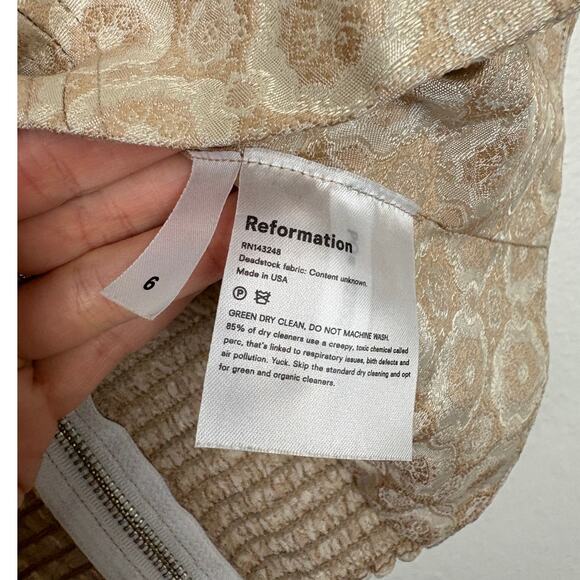 6
Reformation
RN143248
Deadstock fabric: Content unknown.
Made in USA
P
GREEN DRY CLEAN, DO NOT MACHINE WASH.
85% of dry cleaners use a creepy, toxic chemical called
perc, that's linked to respiratory issues, birth defects and
air pollution. Yuck. Skip the standard dry cleaning and opt
for green and organic cleaners.